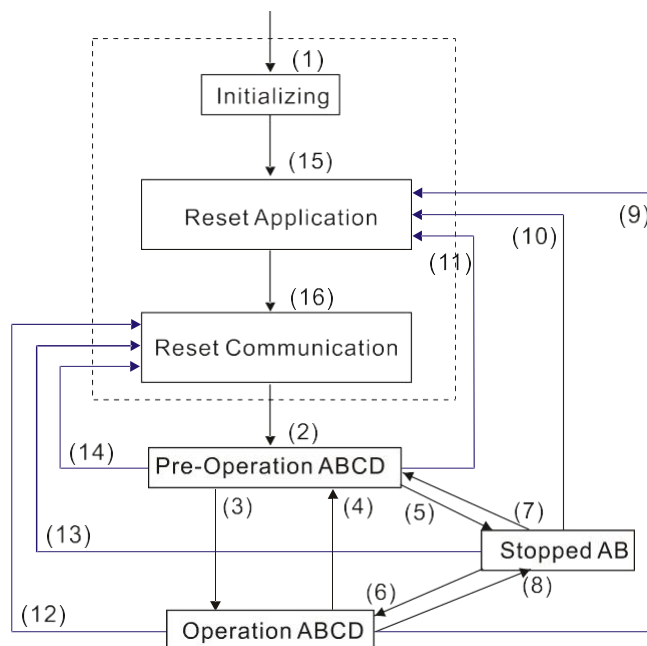 (1)
Initializing
(15)
Reset Application
(9)
(10)
(11)
(16)
Reset Communication
(2)
(14)
Pre-Operation ABCD
(3)
(4)
(5)
(7)
(13)
Stopped AB
(6)
(8)
(12)
Operation ABCD